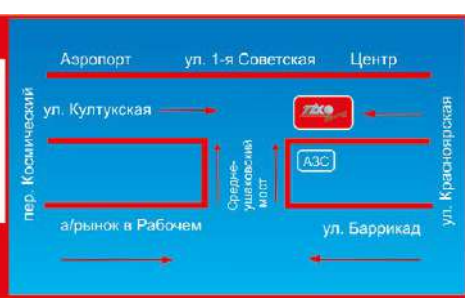 Аэропорт ул. 1-я Советская Центр
ул. Култукская
пер. Космический
ул. Красноярская
АЗС
Средне-
ушаковский
мост
а/рынок в Рабочем
ул. Баррикад